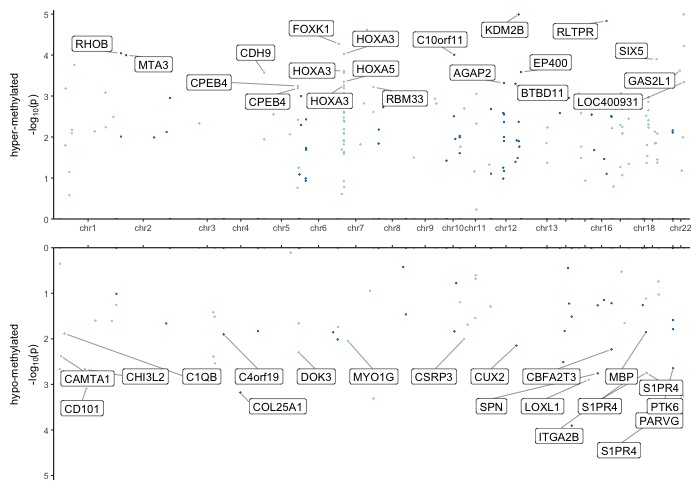 5
4
3
2
1
0
hyper-methylated
-log10(p)
RHOB
MTA3
CDH9
CPEB4
CPEB4
FOXK1
HOXA3
HOXA3
HOXA5
HOXA3
RBM33
C10orf11
KDM2B
AGAP2
EP400
BTBD11
RLTPR
SIX5
GAS2L1
LOC400931
chr1 chr2 chr3 chr4 chr5 chr6 chr7 chr8 chr9 chr10 chr11 chr12 chr13 chr16 chr18 chr22
0
1
2
3
4
5
hypo-methylated
-log10(p)
CAMTA1
CHI3L2
C1QB
C4orf19
DOK3
MYO1G
CSRP3
CUX2
CBFA2T3
MBP
S1PR4
CD101
COL25A1
SPN
LOXL1
S1PR4
PTK6
PARVG
ITGA2B
S1PR4